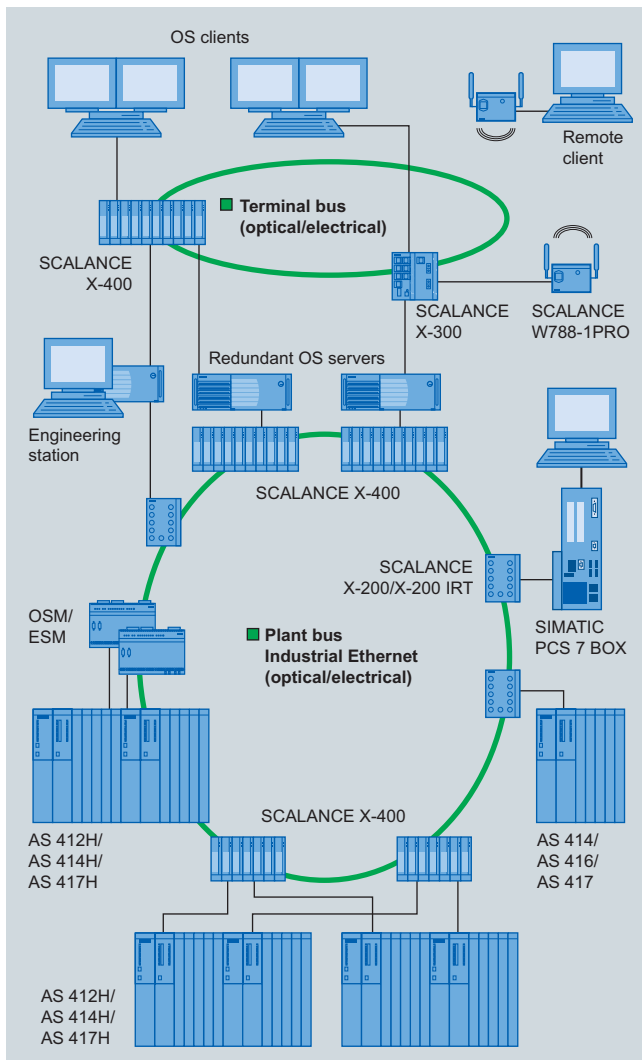 OS clients
Remote
client
Terminal bus
(optical/electrical)
SCALANCE
X-400
SCALANCE
X-300
SCALANCE
W788-1PRO
Redundant OS servers
Engineering
station
SCALANCE X-400
SCALANCE
X-200/X-200 IRT
SIMATIC
PCS 7 BOX
OSM/
ESM
Plant bus
Industrial Ethernet
(optical/electrical)
SCALANCE X-400
AS 412H/
AS 414H/
AS 417H
AS 414/
AS 416/
AS 417
AS 412H/
AS 414H/
AS 417H